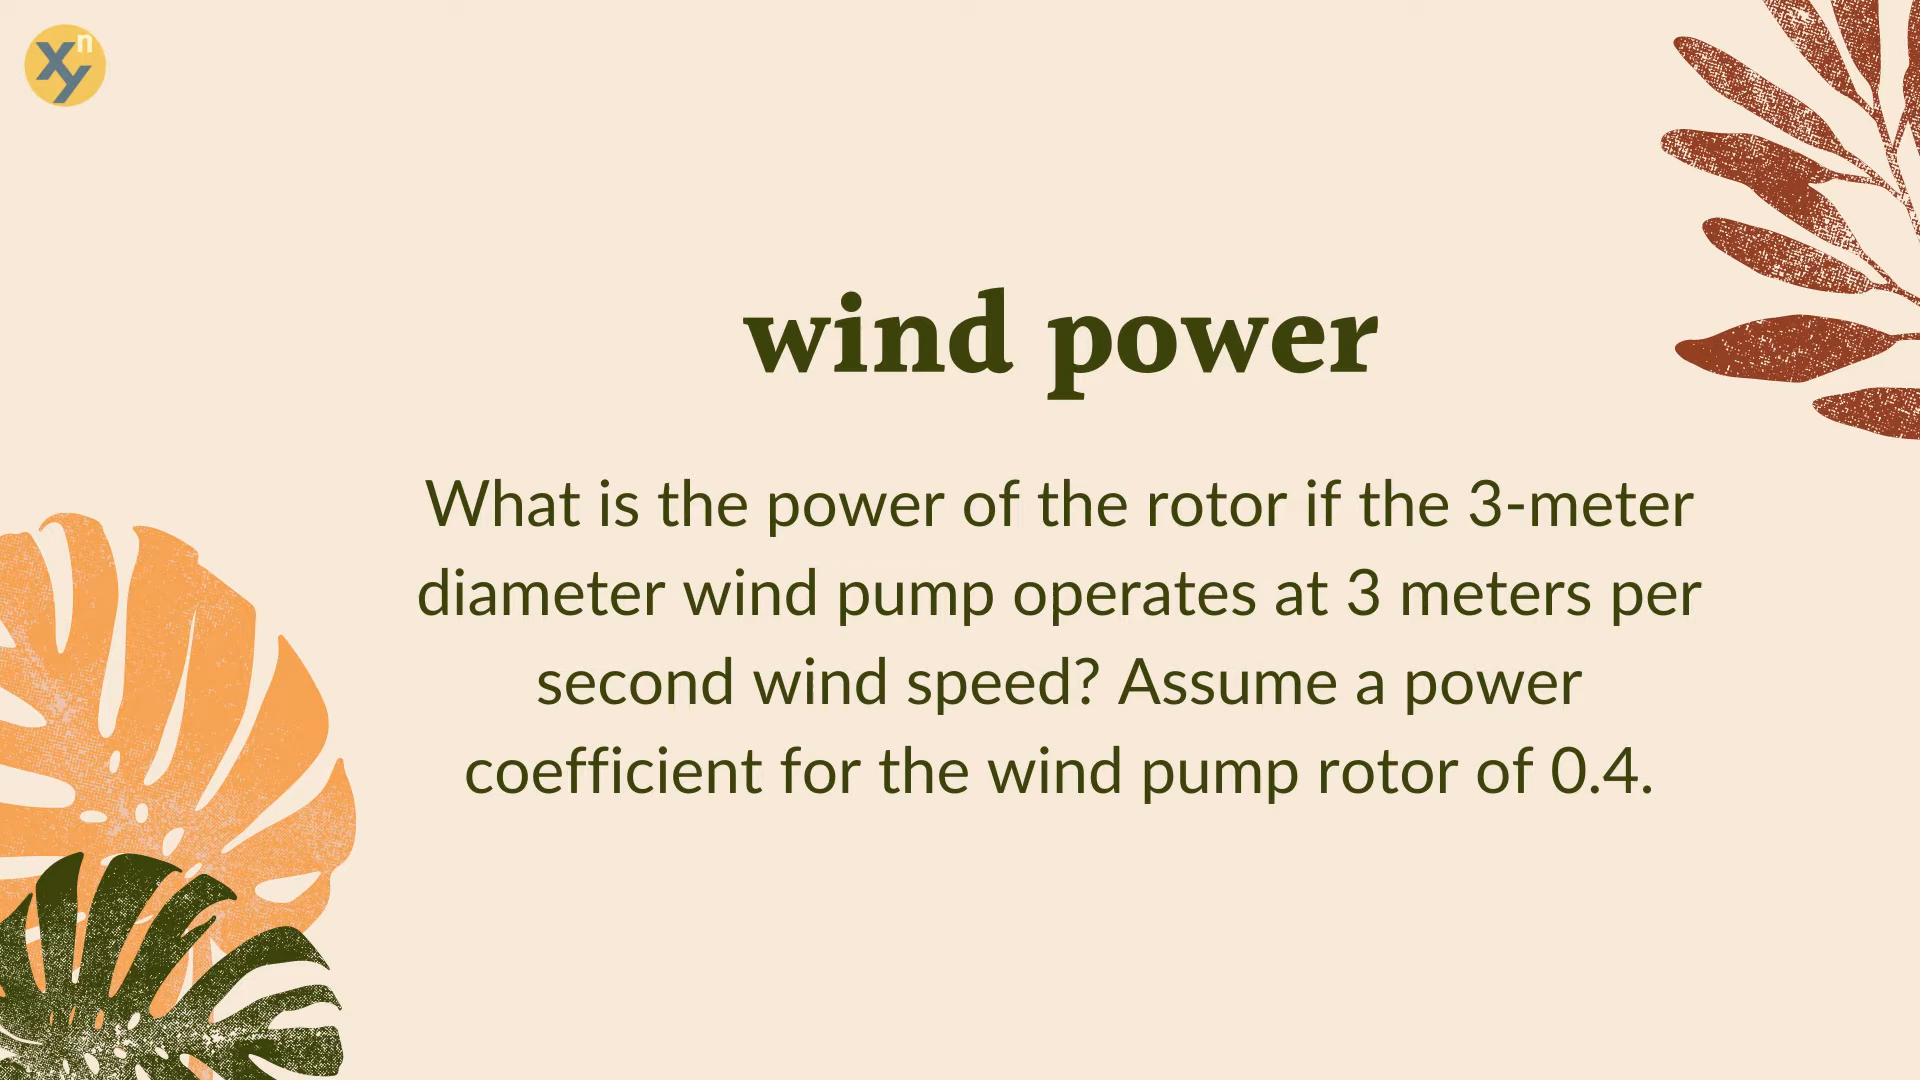 xyn
wind power
What is the power of the rotor if the 3-meter
diameter wind pump operates at 3 meters per
second wind speed? Assume a power
coefficient for the wind pump rotor of 0.4.